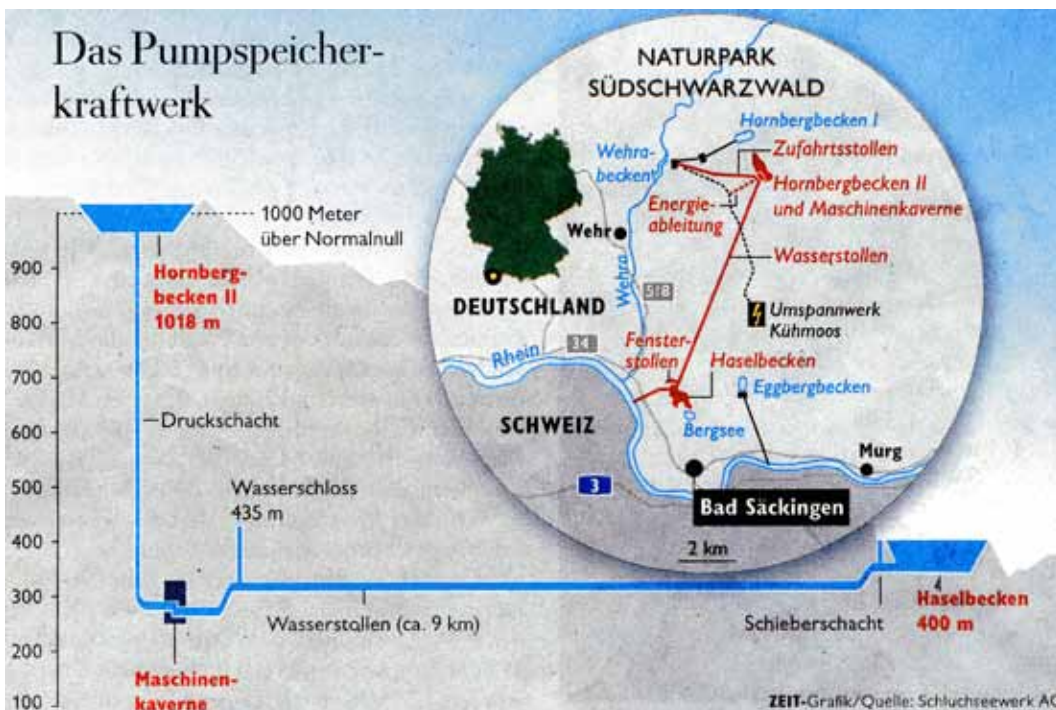 Das Pumpspeicher-
kraftwerk
NATURPARK
SÜDSCHWARZWALD
Hornbergbecken I
Wehra-
becken
Zufahrtsstollen
Hornbergbecken II
und Maschinenkaverne
Energie-
ableitung
Wehr
Wasserstollen
Wehra
518
DEUTSCHLAND
Umspannwerk
Kühmoos
34
Rhein
Fenster-
stollen
Haselbecken
Eggbergbecken
SCHWEIZ
Bergsee
Murg
3
Bad Säckingen
2 km
1000 Meter
über Normalnull
900
Hornberg-
becken II
1018 m
800
700
Druckschacht
600
500
Wasserschloss
435 m
400
300
Wasserstollen (ca. 9 km)
Schieberschacht
Haselbecken
400 m
200
Maschinen-
kaverne
100
ZEIT-Grafik/Quelle: Schluchseewerk AG